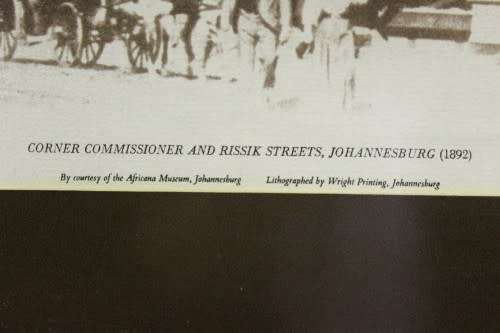 CORNER COMMISSIONER AND RISSIK STREETS, JOHANNESBURG (1892)
By courtesy of the Africana Museum, Johannesburg Lithographed by Wright Printing, Johannesburg